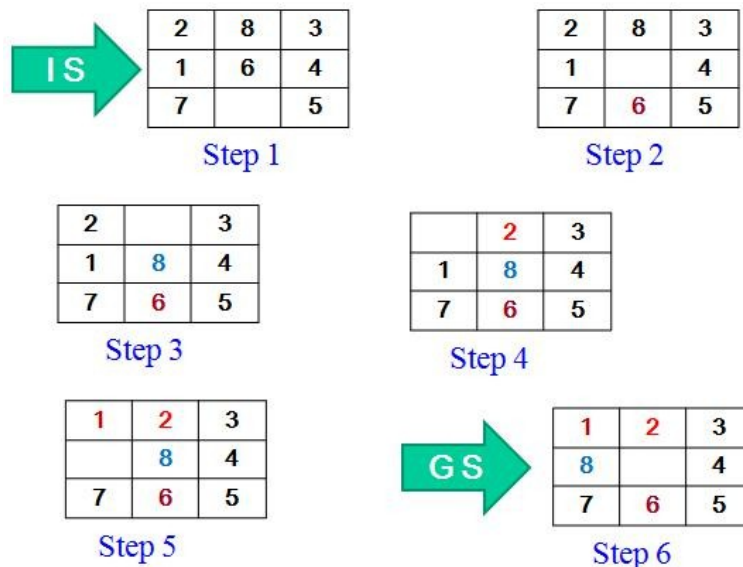 I S
2 8 3
1 6 4
7 5
Step 1
2 8 3
1 4
7 6 5
Step 2
2 3
1 8 4
7 6 5
Step 3
2 3
1 8 4
7 6 5
Step 4
1 2 3
8 4
7 6 5
Step 5
G S
1 2 3
8 4
7 6 5
Step 6